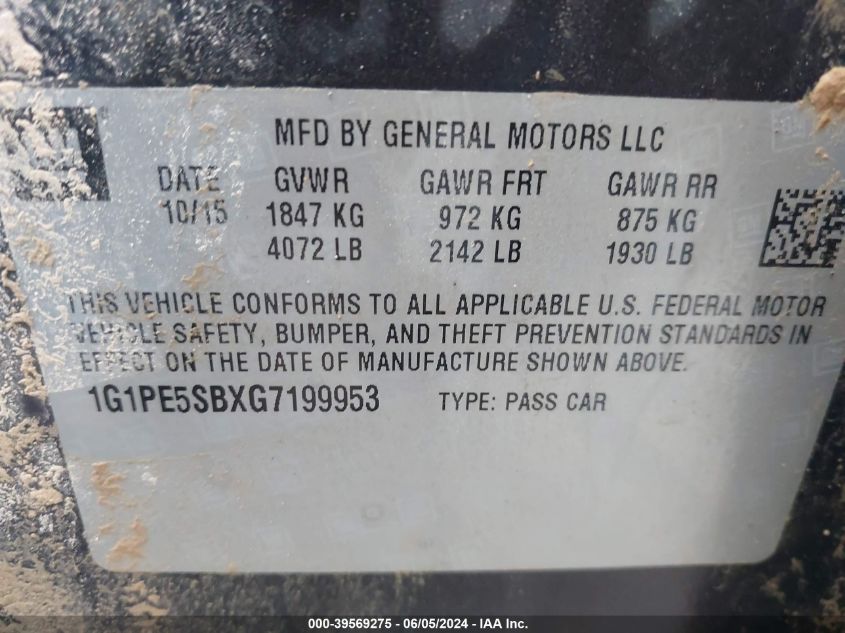 MFD BY GENERAL MOTORS LLC
DATE GVWR GAWR FRT GAWR RR
10/15 1847 KG 972 KG 875 KG
4072 LB 2142 LB 1930 LB
THIS VEHICLE CONFORMS TO ALL APPLICABLE U.S. FEDERAL MOTOR
VEHICLE SAFETY, BUMPER, AND THEFT PREVENTION STANDARDS IN
EFFECT ON THE DATE OF MANUFACTURE SHOWN ABOVE.
1G1PE5SBXG7199953 TYPE: PASS CAR
000-39569275 - 06/05/2024 - IAA Inc.